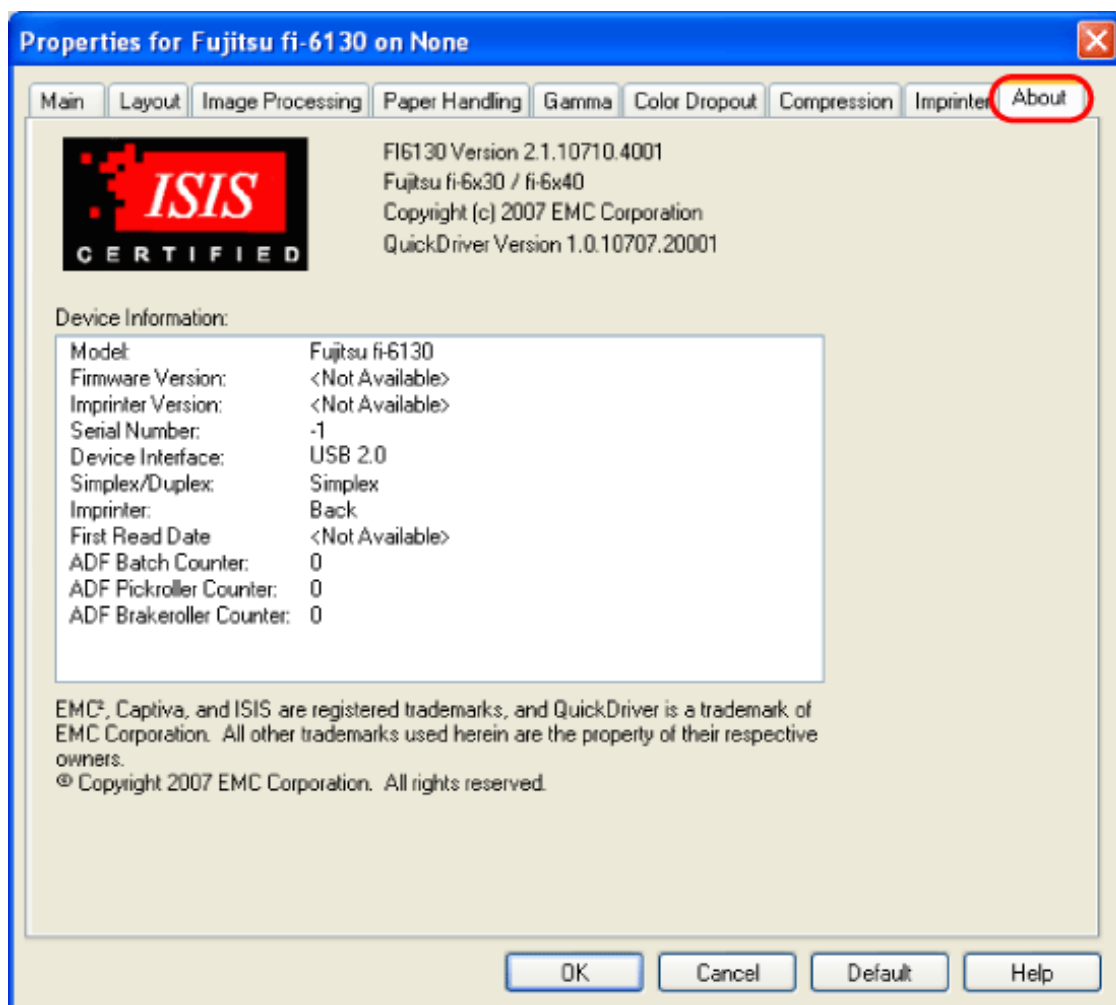 Properties for Fujitsu fi-6130 on None
Main Layout Image Processing Paper Handling Gamma Color Dropout Compression Imprinter About
ISIS
CERTIFIED
FI6130 Version 2.1.10710.4001
Fujitsu fi-6x30 / fi-6x40
Copyright (c) 2007 EMC Corporation
QuickDriver Version 1.0.10707.20001
Device Information:
Model: Fujitsu fi-6130
Firmware Version: <Not Available>
Imprinter Version: <Not Available>
Serial Number: -1
Device Interface: USB 2.0
Simplex/Duplex: Simplex
Imprinter: Back
First Read Date <Not Available>
ADF Batch Counter: 0
ADF Pickroller Counter: 0
ADF Brakeroller Counter: 0
EMC², Captiva, and ISIS are registered trademarks, and QuickDriver is a trademark of
EMC Corporation. All other trademarks used herein are the property of their respective
owners.
© Copyright 2007 EMC Corporation. All rights reserved.
OK Cancel Default Help